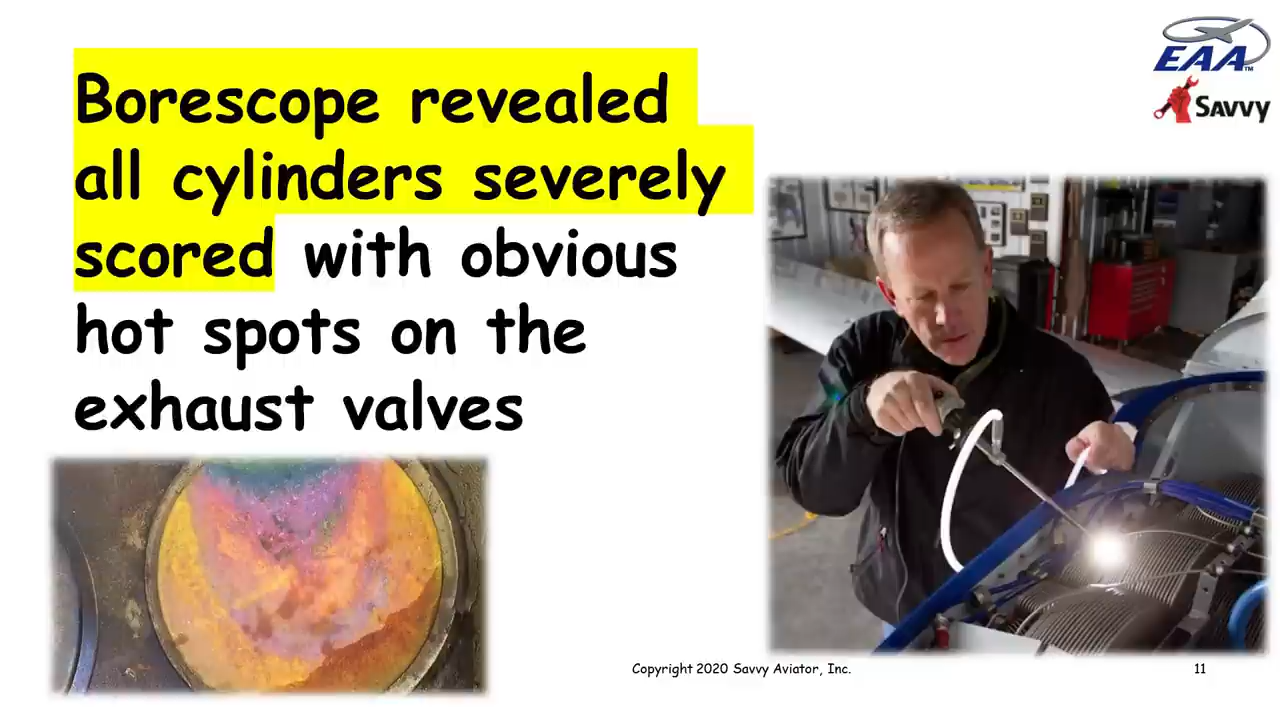 EAA
TM
SAVVY
Borescope revealed
all cylinders severely
scored with obvious
hot spots on the
exhaust valves
Copyright 2020 Savvy Aviator, Inc.
11